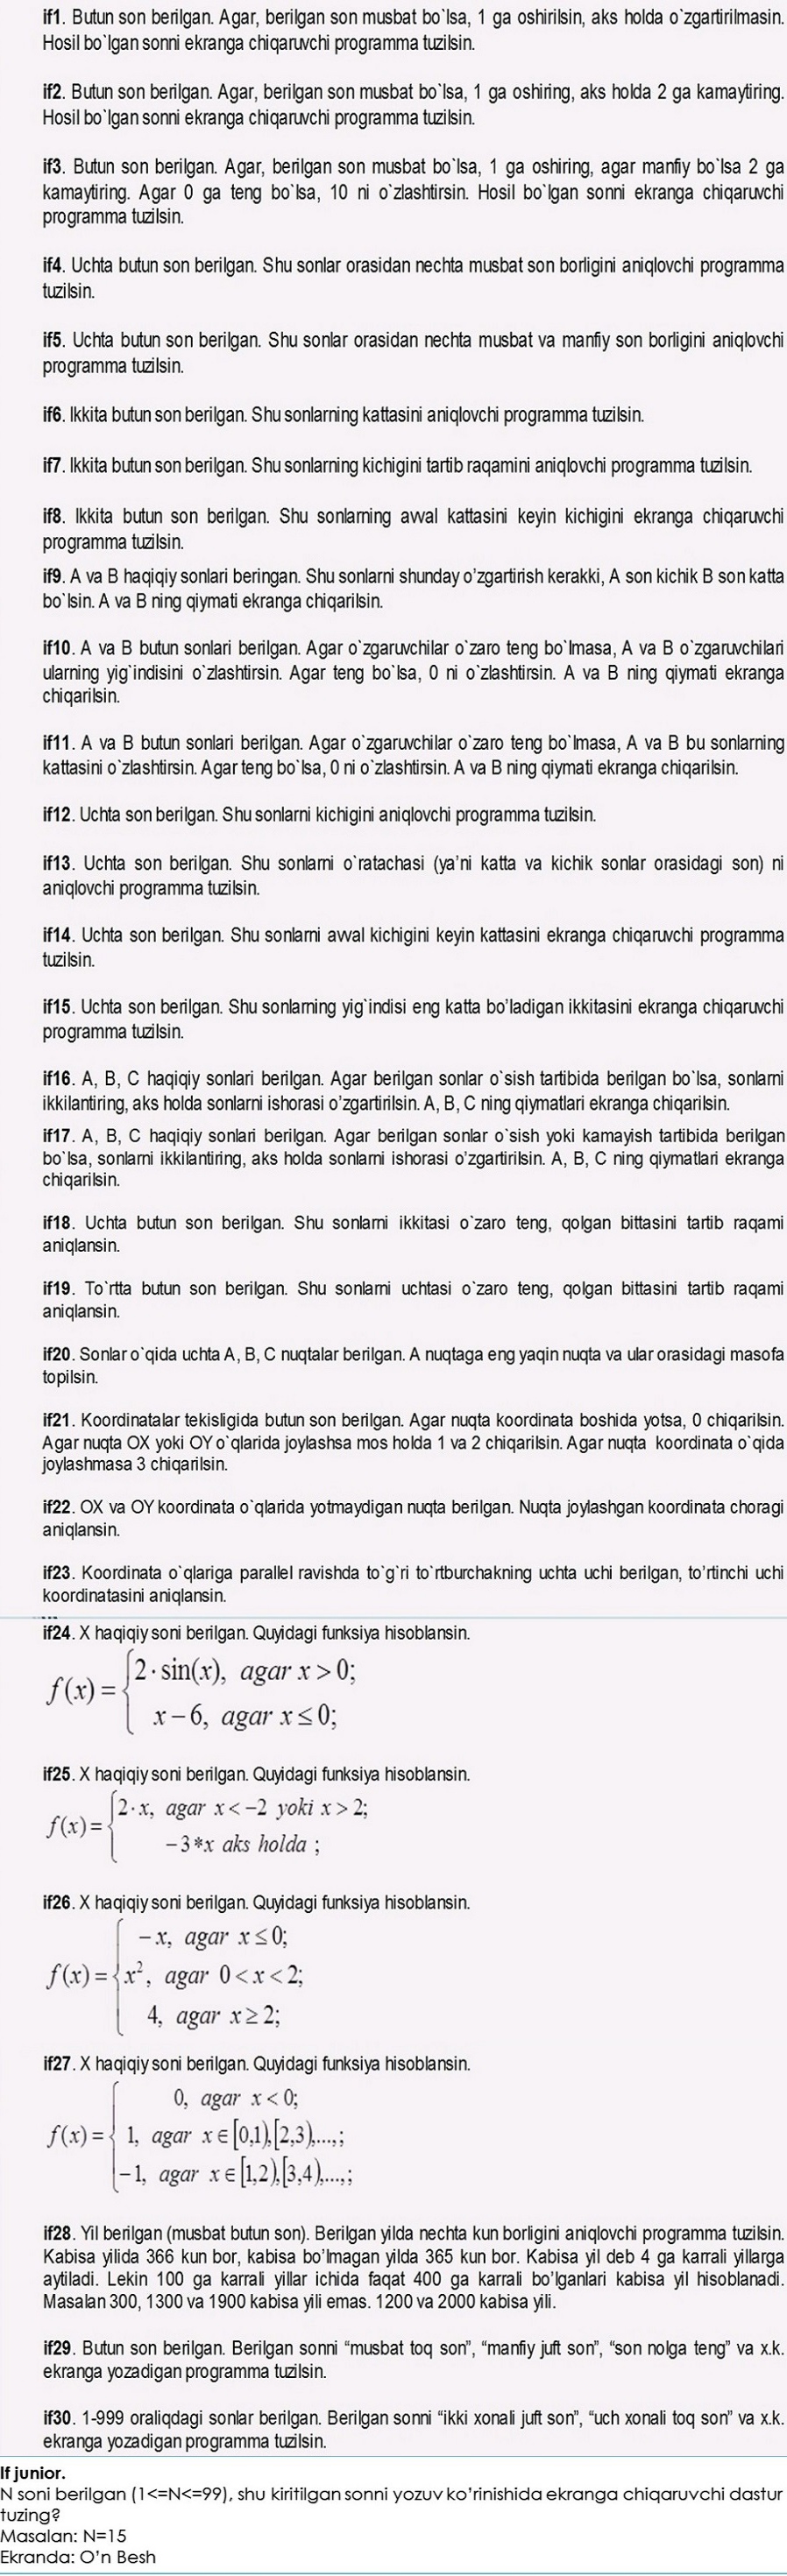 if1. Butun son berilgan. Agar, berilgan son musbat bo`lsa, 1 ga oshirilsin, aks holda o`zgartirilmasin.
Hosil bo`lgan sonni ekranga chiqaruvchi programma tuzilsin.
if2. Butun son berilgan. Agar, berilgan son musbat bo`lsa, 1 ga oshiring, aks holda 2 ga kamaytiring.
Hosil bo`lgan sonni ekranga chiqaruvchi programma tuzilsin.
if3. Butun son berilgan. Agar, berilgan son musbat bo`lsa, 1 ga oshiring, agar manfiy bo`lsa 2 ga
kamaytiring. Agar 0 ga teng bo`lsa, 10 ni o`zlashtirsin. Hosil bo`lgan sonni ekranga chiqaruvchi
programma tuzilsin.
if4. Uchta butun son berilgan. Shu sonlar orasidan nechta musbat son borligini aniqlovchi programma
tuzilsin.
if5. Uchta butun son berilgan. Shu sonlar orasidan nechta musbat va manfiy son borligini aniqlovchi
programma tuzilsin.
if6. Ikkita butun son berilgan. Shu sonlarning kattasini aniqlovchi programma tuzilsin.
if7. Ikkita butun son berilgan. Shu sonlarning kichigini tartib raqamini aniqlovchi programma tuzilsin.
if8. Ikkita butun son berilgan. Shu sonlarning avval kattasini keyin kichigini ekranga chiqaruvchi
programma tuzilsin.
if9. A va B haqiqiy sonlari beringan. Shu sonlarni shunday o’zgartirish kerakki, A son kichik B son katta
bo`lsin. A va B ning qiymati ekranga chiqarilsin.
if10. A va B butun sonlari berilgan. Agar o`zgaruvchilar o`zaro teng bo`lmasa, A va B o`zgaruvchilari
ularning yig`indisini o`zlashtirsin. Agar teng bo`lsa, 0 ni o`zlashtirsin. A va B ning qiymati ekranga
chiqarilsin.
if11. A va B butun sonlari berilgan. Agar o`zgaruvchilar o`zaro teng bo`lmasa, A va B bu sonlarning
kattasini o`zlashtirsin. Agar teng bo`lsa, 0 ni o`zlashtirsin. A va B ning qiymati ekranga chiqarilsin.
if12. Uchta son berilgan. Shu sonlarni kichigini aniqlovchi programma tuzilsin.
if13. Uchta son berilgan. Shu sonlarni o`ratachasi (ya’ni katta va kichik sonlar orasidagi son) ni
aniqlovchi programma tuzilsin.
if14. Uchta son berilgan. Shu sonlarni avval kichigini keyin kattasini ekranga chiqaruvchi programma
tuzilsin.
if15. Uchta son berilgan. Shu sonlarning yig`indisi eng katta bo’ladigan ikkitasini ekranga chiqaruvchi
programma tuzilsin.
if16. A, B, C haqiqiy sonlari berilgan. Agar berilgan sonlar o`sish tartibida berilgan bo`lsa, sonlarni
ikkilantiring, aks holda sonlarni ishorasi o’zgartirilsin. A, B, C ning qiymatlari ekranga chiqarilsin.
if17. A, B, C haqiqiy sonlari berilgan. Agar berilgan sonlar o`sish yoki kamayish tartibida berilgan
bo`lsa, sonlarni ikkilantiring, aks holda sonlarni ishorasi o’zgartirilsin. A, B, C ning qiymatlari ekranga
chiqarilsin.
if18. Uchta butun son berilgan. Shu sonlarni ikkitasi o`zaro teng, qolgan bittasini tartib raqami
aniqlansin.
if19. To`rtta butun son berilgan. Shu sonlarni uchtasi o`zaro teng, qolgan bittasini tartib raqami
aniqlansin.
if20. Sonlar o`qida uchta A, B, C nuqtalar berilgan. A nuqtaga eng yaqin nuqta va ular orasidagi masofa
topilsin.
if21. Koordinatalar tekisligida butun son berilgan. Agar nuqta koordinata boshida yotsa, 0 chiqarilsin.
Agar nuqta OX yoki OY o`qlarida joylashsa mos holda 1 va 2 chiqarilsin. Agar nuqta koordinata o`qida
joylashmasa 3 chiqarilsin.
if22. OX va OY koordinata o`qlarida yotmaydigan nuqta berilgan. Nuqta joylashgan koordinata choragi
aniqlansin.
if23. Koordinata o`qlariga parallel ravishda to`g`ri to`rtburchakning uchta uchi berilgan, to’rtinchi uchi
koordinatasini aniqlansin.
if24. X haqiqiy soni berilgan. Quyidagi funksiya hisoblansin.
2·sin(x), agar x > 0;
f(x) = {
x − 6, agar x ≤ 0;
if25. X haqiqiy soni berilgan. Quyidagi funksiya hisoblansin.
2·x, agar x < −2 yoki x > 2;
f(x) = {
−3*x aks holda ;
if26. X haqiqiy soni berilgan. Quyidagi funksiya hisoblansin.
−x, agar x ≤ 0;
f(x) = { x², agar 0 < x < 2;
4, agar x ≥ 2;
if27. X haqiqiy soni berilgan. Quyidagi funksiya hisoblansin.
0, agar x < 0;
f(x) = { 1, agar x ∈ [0,1),[2,3),...,;
−1, agar x ∈ [1,2),[3,4),...,;
if28. Yil berilgan (musbat butun son). Berilgan yilda nechta kun borligini aniqlovchi programma tuzilsin.
Kabisa yilida 366 kun bor, kabisa bo’lmagan yilda 365 kun bor. Kabisa yil deb 4 ga karrali yillarga
aytiladi. Lekin 100 ga karrali yillar ichida faqat 400 ga karrali bo’lganlari kabisa yil hisoblanadi.
Masalan 300, 1300 va 1900 kabisa yili emas. 1200 va 2000 kabisa yili.
if29. Butun son berilgan. Berilgan sonni “musbat toq son”, “manfiy juft son”, “son nolga teng” va x.k.
ekranga yozadigan programma tuzilsin.
if30. 1-999 oraliqdagi sonlar berilgan. Berilgan sonni “ikki xonali juft son”, “uch xonali toq son” va x.k.
ekranga yozadigan programma tuzilsin.
If junior.
N soni berilgan (1<=N<=99), shu kiritilgan sonni yozuv ko’rinishida ekranga chiqaruvchi dastur
tuzing?
Masalan: N=15
Ekranda: O’n Besh